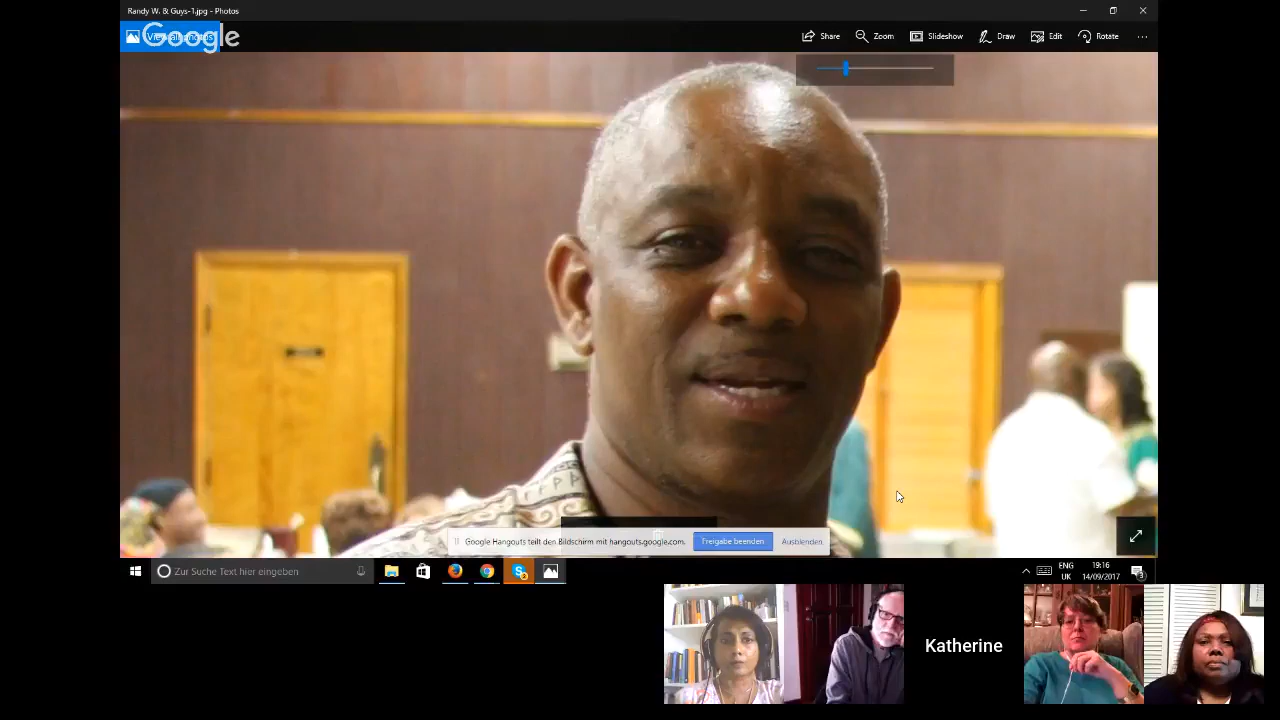 Randy W. & Guys-1.jpg - Photos
Google
Share Zoom Slideshow Draw Edit Rotate
Google Hangouts teilt den Bildschirm mit hangouts.google.com. Freigabe beenden Ausblenden
Zur Suche Text hier eingeben
ENG
UK
19:16
14/09/2017
Katherine